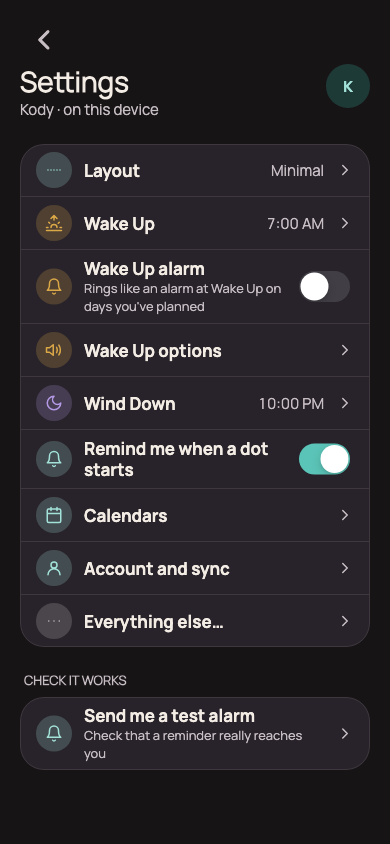 Settings
Kody · on this device
K
Layout
Minimal
Wake Up
7:00 AM
Wake Up alarm
Rings like an alarm at Wake Up on
days you've planned
Wake Up options
Wind Down
10:00 PM
Remind me when a dot
starts
Calendars
Account and sync
Everything else…
CHECK IT WORKS
Send me a test alarm
Check that a reminder really reaches
you